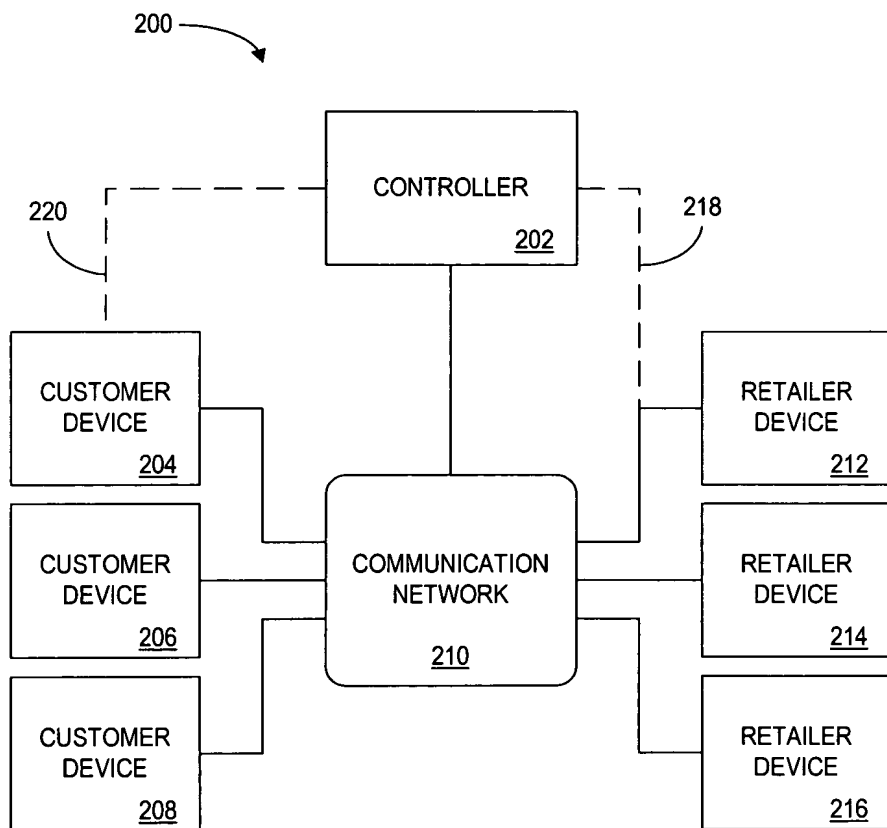 200
CONTROLLER
202
220
218
CUSTOMER
DEVICE
204
RETAILER
DEVICE
212
CUSTOMER
DEVICE
206
COMMUNICATION
NETWORK
210
RETAILER
DEVICE
214
CUSTOMER
DEVICE
208
RETAILER
DEVICE
216